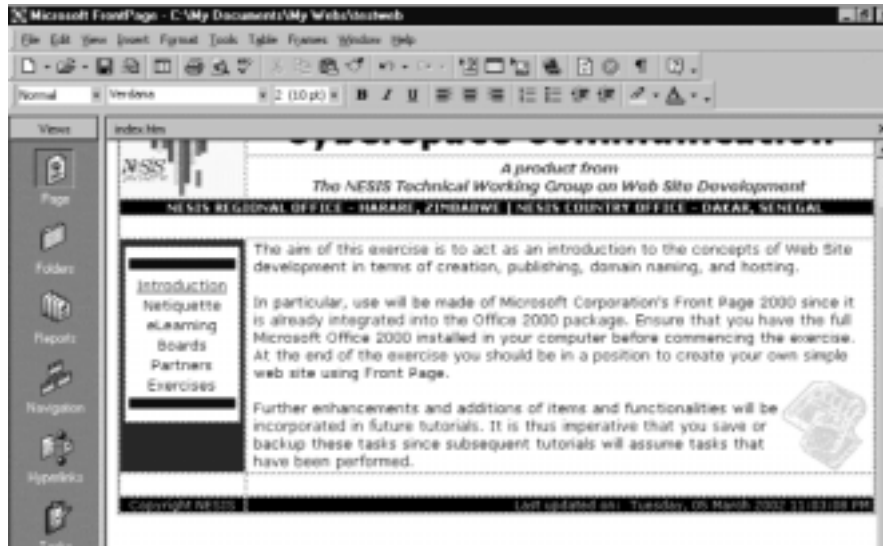 Microsoft FrontPage - C:\My Documents\My Webs\testweb
File Edit View Insert Format Tools Table Frames Window Help
Normal Verdana 2 (10 pt) B I U
Views index.htm
Cyberspace Communication
NESIS
A product from
The NESIS Technical Working Group on Web Site Development
NESIS REGIONAL OFFICE - HARARE, ZIMBABWE | NESIS COUNTRY OFFICE - DAKAR, SENEGAL
Page
Folders
Reports
Navigation
Hyperlinks
Tasks
Introduction
Netiquette
eLearning
Boards
Partners
Exercises
The aim of this exercise is to act as an introduction to the concepts of Web Site
development in terms of creation, publishing, domain naming, and hosting.
In particular, use will be made of Microsoft Corporation's Front Page 2000 since it
is already integrated into the Office 2000 package. Ensure that you have the full
Microsoft Office 2000 installed in your computer before commencing the exercise.
At the end of the exercise you should be in a position to create your own simple
web site using Front Page.
Further enhancements and additions of items and functionalities will be
incorporated in future tutorials. It is thus imperative that you save or
backup these tasks since subsequent tutorials will assume tasks that
have been performed.
Copyright NESIS Last updated on: Tuesday, 05 March 2002 11:03:08 PM